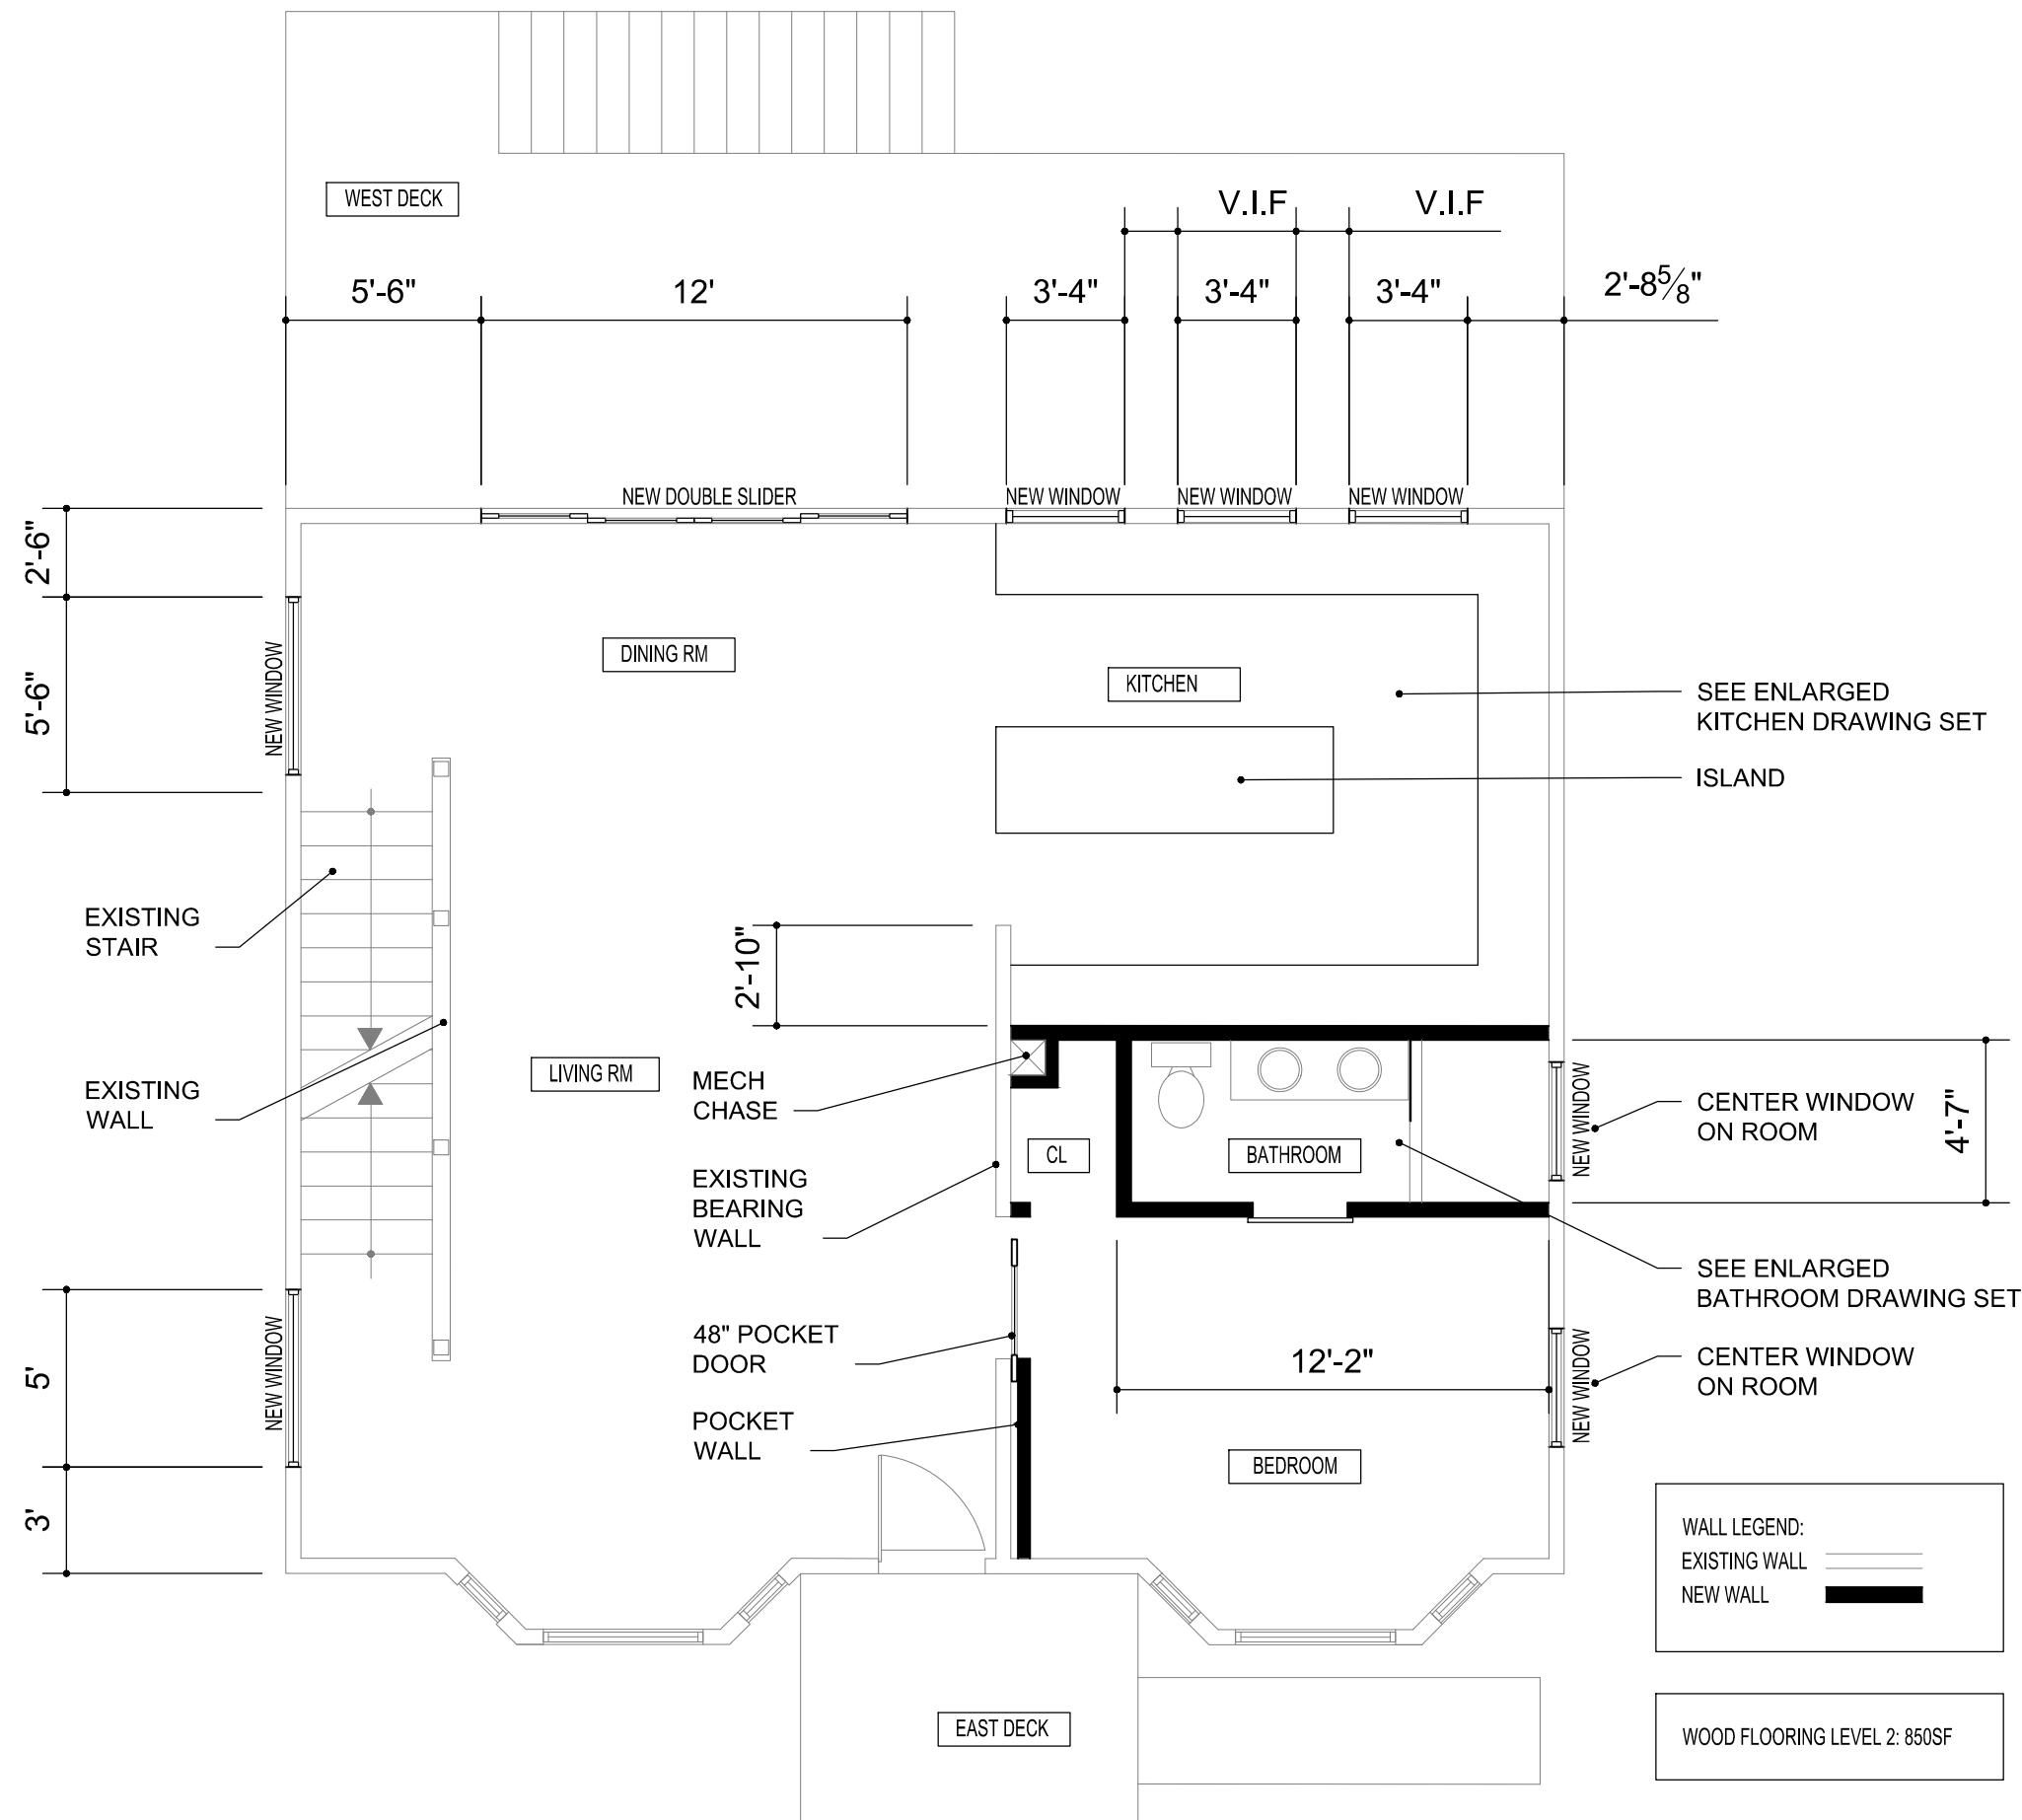 WEST DECK
V.I.F
V.I.F
5'-6"
12'
3'-4"
3'-4"
3'-4"
2'-8⅝"
NEW DOUBLE SLIDER
NEW WINDOW
NEW WINDOW
NEW WINDOW
2'-6"
5'-6"
NEW WINDOW
DINING RM
KITCHEN
SEE ENLARGED
KITCHEN DRAWING SET
ISLAND
EXISTING
STAIR
2'-10"
EXISTING
WALL
LIVING RM
MECH
CHASE
CL
BATHROOM
NEW WINDOW
CENTER WINDOW
ON ROOM
4'-7"
EXISTING
BEARING
WALL
SEE ENLARGED
BATHROOM DRAWING SET
48" POCKET
DOOR
12'-2"
NEW WINDOW
CENTER WINDOW
ON ROOM
5'
NEW WINDOW
POCKET
WALL
BEDROOM
3'
WALL LEGEND:
EXISTING WALL
NEW WALL
EAST DECK
WOOD FLOORING LEVEL 2: 850SF